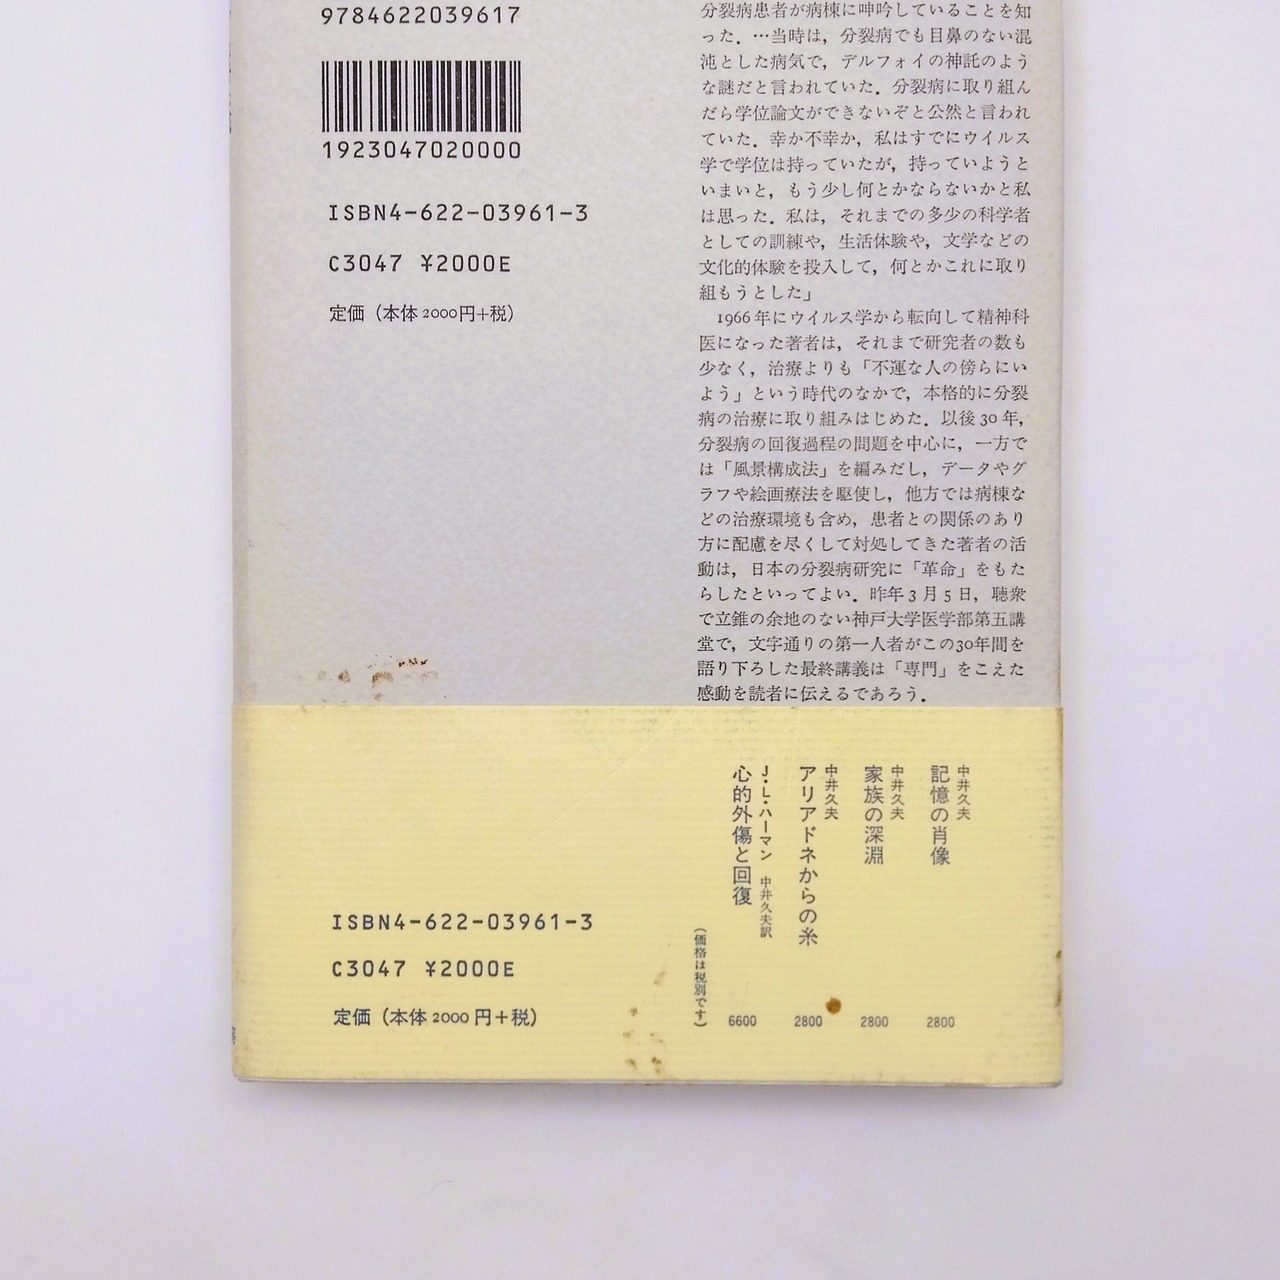 9784622039617
1923047020000
ISBN4-622-03961-3
C3047 ¥2000E
定価（本体2000円+税）
分裂病患者が病棟に呻吟していることを知
った．…当時は，分裂病でも目鼻のない混
沌とした病気で，デルフォイの神託のよう
な謎だと言われていた．分裂病に取り組ん
だら学位論文ができないぞと公然と言われ
ていた．幸か不幸か，私はすでにウイルス
学で学位は持っていたが，持っていようと
いまいと，もう少し何とかならないかと私
は思った．私は，それまでの多少の科学者
としての訓練や，生活体験や，文学などの
文化的体験を投入して，何とかこれに取り
組もうとした」
1966年にウイルス学から転向して精神科
医になった著者は，それまで研究者の数も
少なく，治療よりも「不運な人の傍らにい
よう」という時代のなかで，本格的に分裂
病の治療に取り組みはじめた．以後30年，
分裂病の回復過程の問題を中心に，一方で
は「風景構成法」を編みだし，データやグ
ラフや絵画療法を駆使し，他方では病棟な
どの治療環境も含め，患者との関係のあり
方に配慮を尽くして対処してきた著者の活
動は，日本の分裂病研究に「革命」をもた
らしたといってよい．昨年3月5日，聴衆
で立錐の余地のない神戸大学医学部第五講
堂で，文字通りの第一人者がこの30年間を
語り下ろした最終講義は「専門」をこえた
感動を読者に伝えるであろう．
中井久夫
記憶の肖像
2800
中井久夫
家族の深淵
2800
中井久夫
アリアドネからの糸
2800
J・L・ハーマン 中井久夫訳
心的外傷と回復
6600
（価格は税別です）
ISBN4-622-03961-3
C3047 ¥2000E
定価（本体2000円+税）